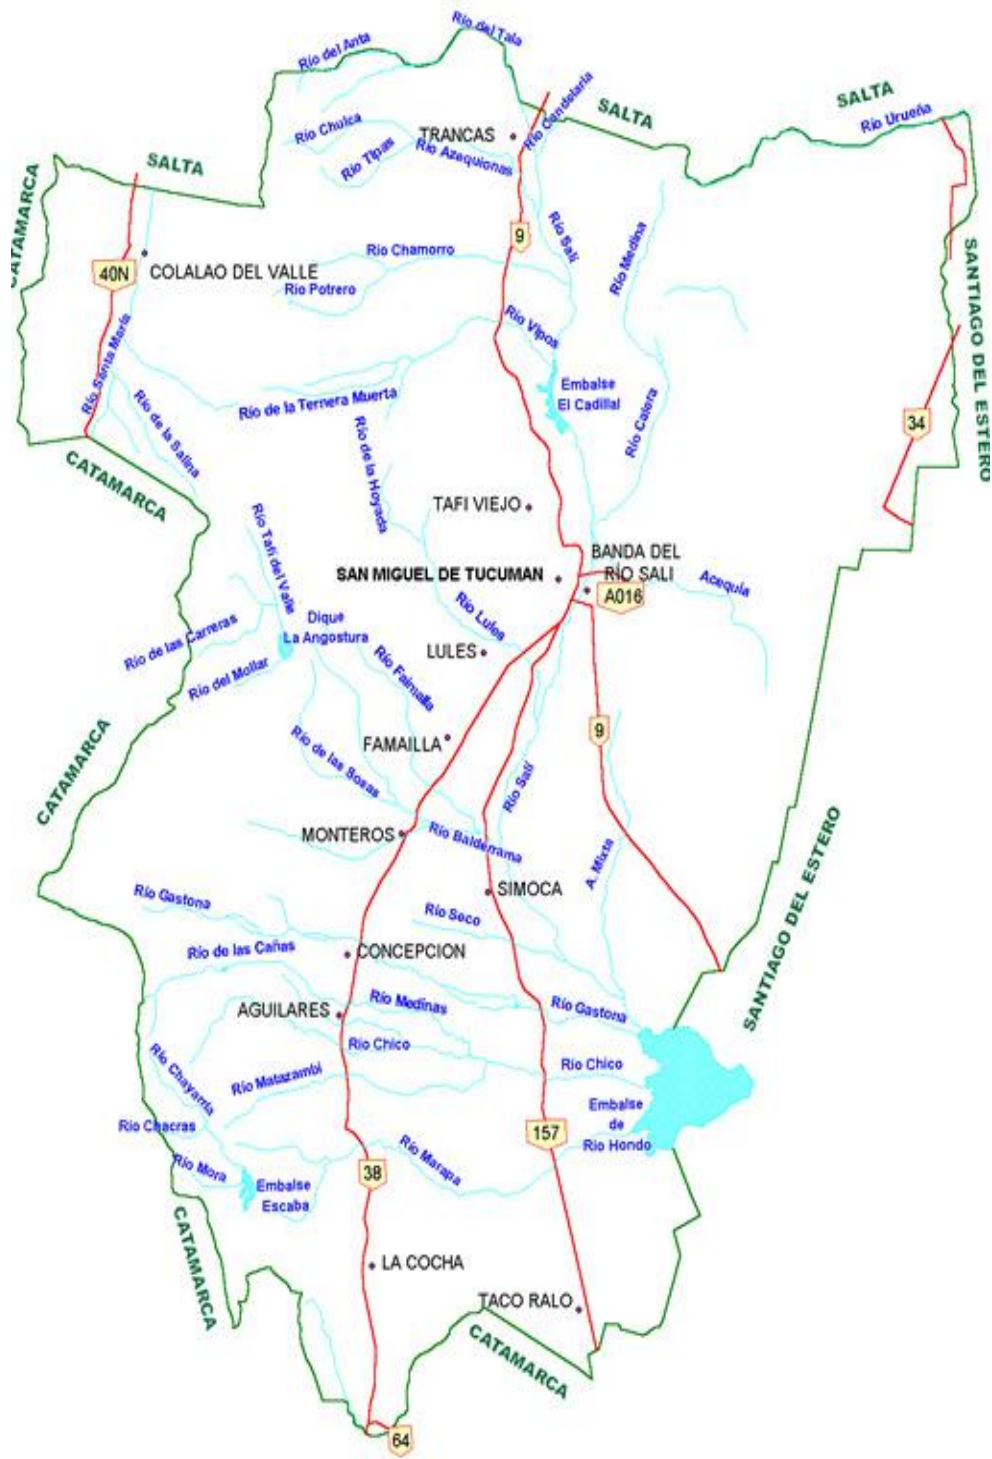 Río del Tala
Río del Anta
SALTA
SALTA
Río Urueña
Río Candelaria
Río Chulca
TRANCAS
Río Tipas
Río Azequionas
SALTA
CATAMARCA
9
Río Salí
Río Medina
Río Chamorro
40N
COLALAO DEL VALLE
Río Potrero
SANTIAGO DEL ESTERO
Río Vipos
Río Santa María
Embalse
El Cadillal
Río de la Ternera Muerta
Río de la Salina
Río Calera
34
Río de la Hoyada
CATAMARCA
TAFI VIEJO
Río Tafi del Valle
BANDA DEL
RÍO SALI
SAN MIGUEL DE TUCUMAN
Acequia
A016
Río Lules
Dique
La Angostura
Río de las Carreras
LULES
Río del Mollar
Río Famailla
9
FAMAILLA
Río de las Sosas
CATAMARCA
Río Salí
MONTEROS
Río Balderrama
A. Mixta
SIMOCA
Río Gastona
Río Seco
SANTIAGO DEL ESTERO
Río de las Cañas
CONCEPCION
Río Medinas
Río Gastona
AGUILARES
Río Chico
Río Chico
Río Matazambi
Río Chavarria
Embalse
de
Río Hondo
Río Chacras
157
Río Marapa
Río Mora
38
Embalse
Escaba
CATAMARCA
LA COCHA
TACO RALO
CATAMARCA
64